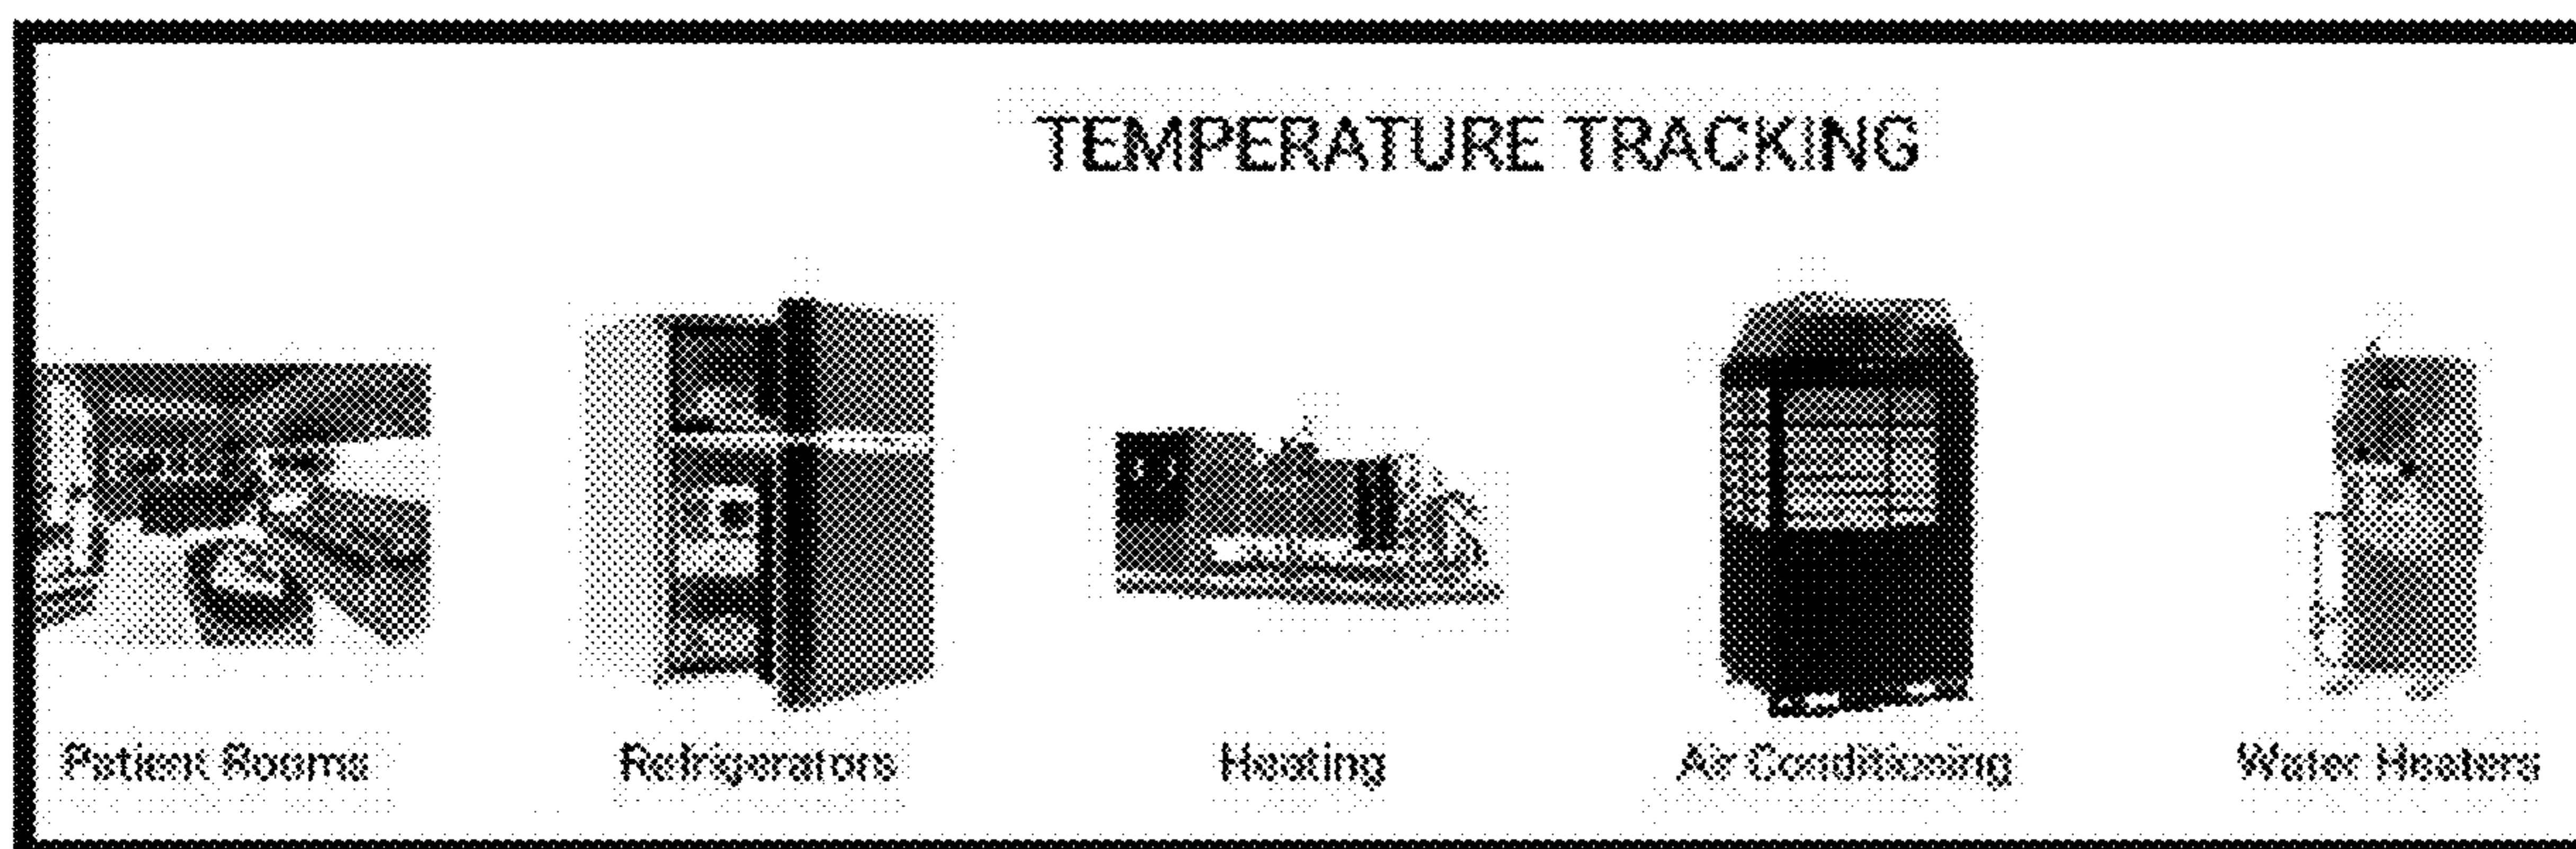 TEMPERATURE TRACKING
Patient Rooms Refrigerators Heating Air Conditioning Water Heaters